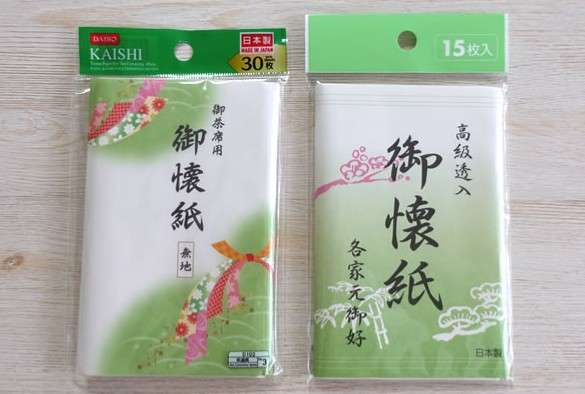 DAISO
KAISHI
日本製
MADE IN JAPAN
30枚
御茶席用
御懐紙
無地
15枚入
高級透入
御懐紙
各家元御好
日本製